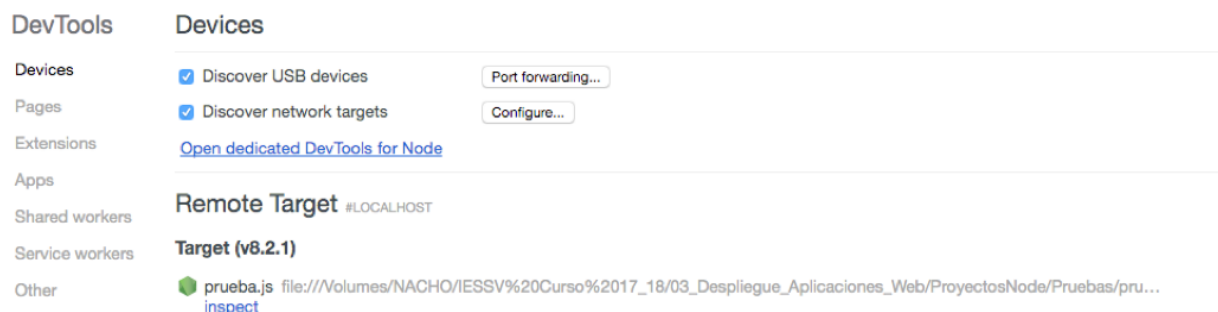 DevTools
Devices
Pages
Extensions
Apps
Shared workers
Service workers
Other
Devices
Discover USB devices Port forwarding...
Discover network targets Configure...
Open dedicated DevTools for Node
Remote Target #LOCALHOST
Target (v8.2.1)
prueba.js file:///Volumes/NACHO/IESSV%20Curso%2017_18/03_Despliegue_Aplicaciones_Web/ProyectosNode/Pruebas/pru...
inspect